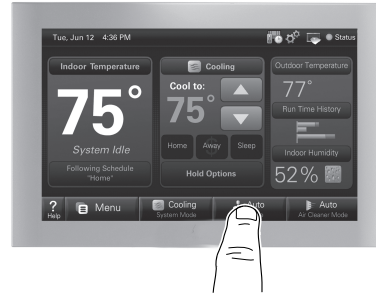 Tue, Jun 12 4:36 PM
Status
Indoor Temperature
75°
System Idle
Following Schedule
"Home"
Cooling
Cool to:
75°
Home Away Sleep
Hold Options
Outdoor Temperature
77°
Run Time History
Indoor Humidity
52%
?
Help
Menu
Cooling
System Mode
Auto
Auto
Air Cleaner Mode